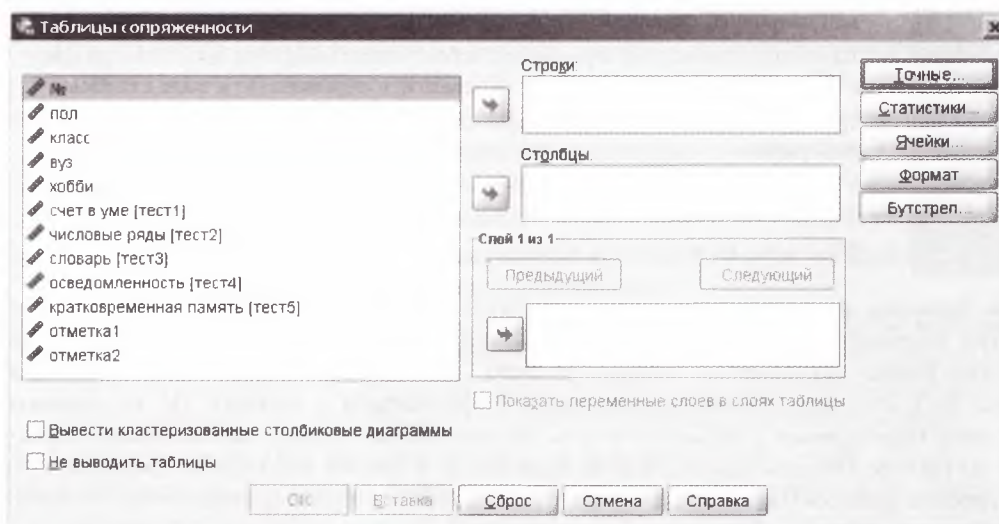 Таблицы сопряженности
№
пол
класс
вуз
хобби
счет в уме [тест1]
числовые ряды [тест2]
словарь [тест3]
осведомленность [тест4]
кратковременная память [тест5]
отметка1
отметка2
Строки:
Столбцы:
Слой 1 из 1
Предыдущий
Следующий
Показать переменные слоев в слоях таблицы
Точные...
Статистики...
Ячейки...
Формат
Бутстреп...
Вывести кластеризованные столбиковые диаграммы
Не выводить таблицы
OK
Вставка
Сброс
Отмена
Справка